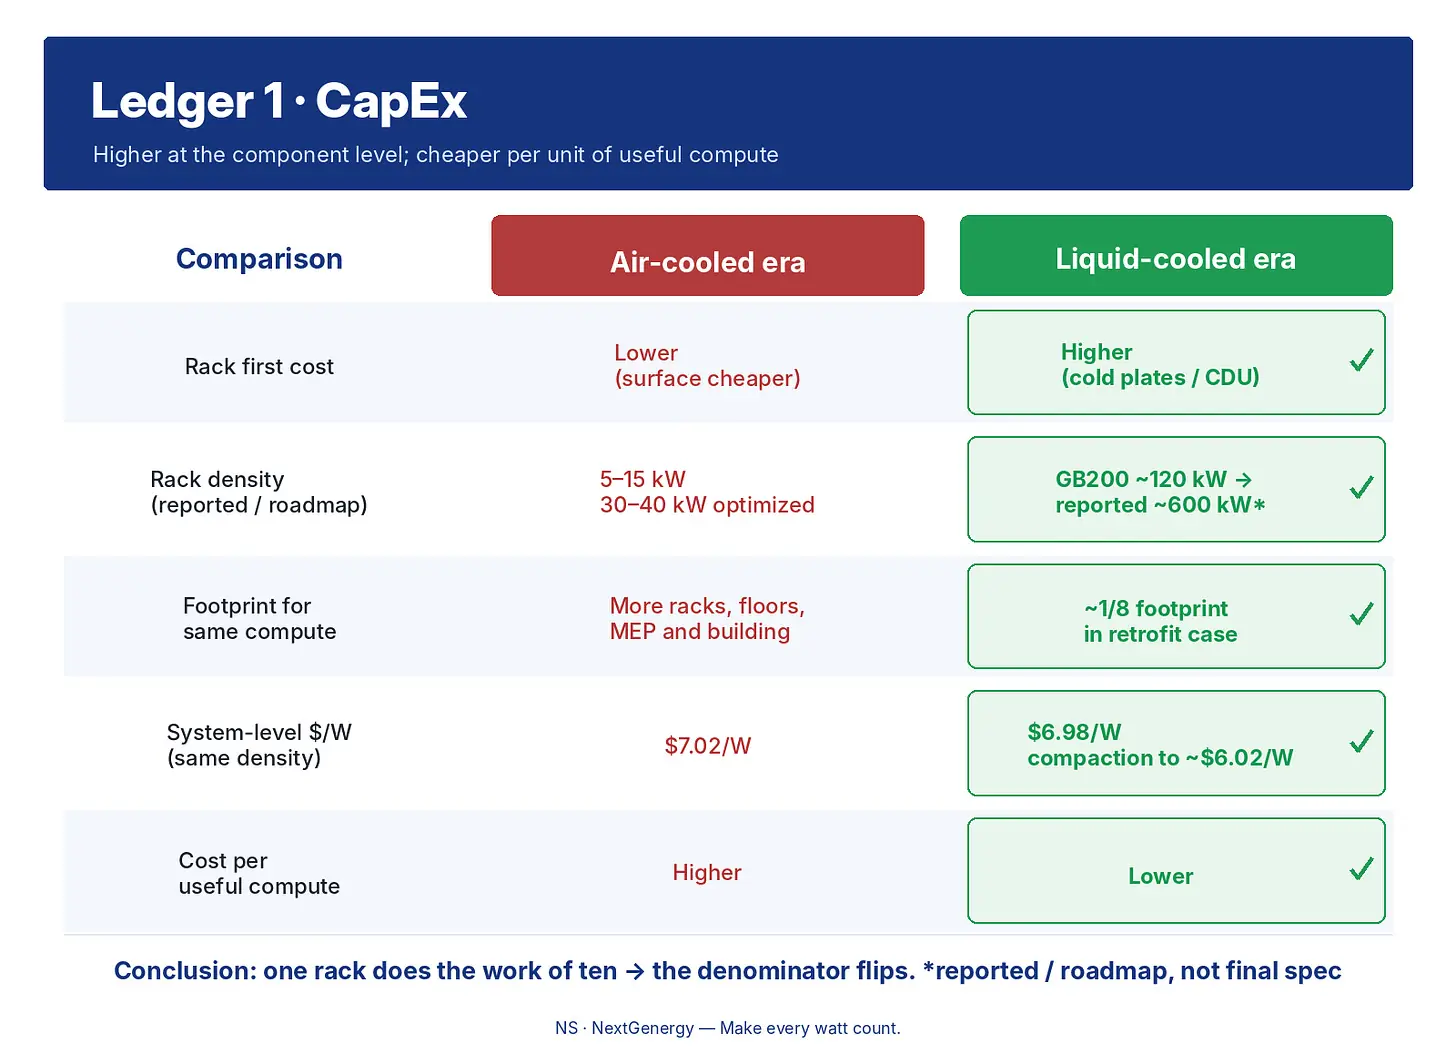 Ledger 1 · CapEx
Higher at the component level; cheaper per unit of useful compute
Comparison
Air-cooled era
Liquid-cooled era
Rack first cost
Lower
(surface cheaper)
Higher
(cold plates / CDU)
Rack density
(reported / roadmap)
5–15 kW
30–40 kW optimized
GB200 ~120 kW →
reported ~600 kW*
Footprint for
same compute
More racks, floors,
MEP and building
~1/8 footprint
in retrofit case
System-level $/W
(same density)
$7.02/W
$6.98/W
compaction to ~$6.02/W
Cost per
useful compute
Higher
Lower
Conclusion: one rack does the work of ten → the denominator flips. *reported / roadmap, not final spec
NS · NextGenergy — Make every watt count.